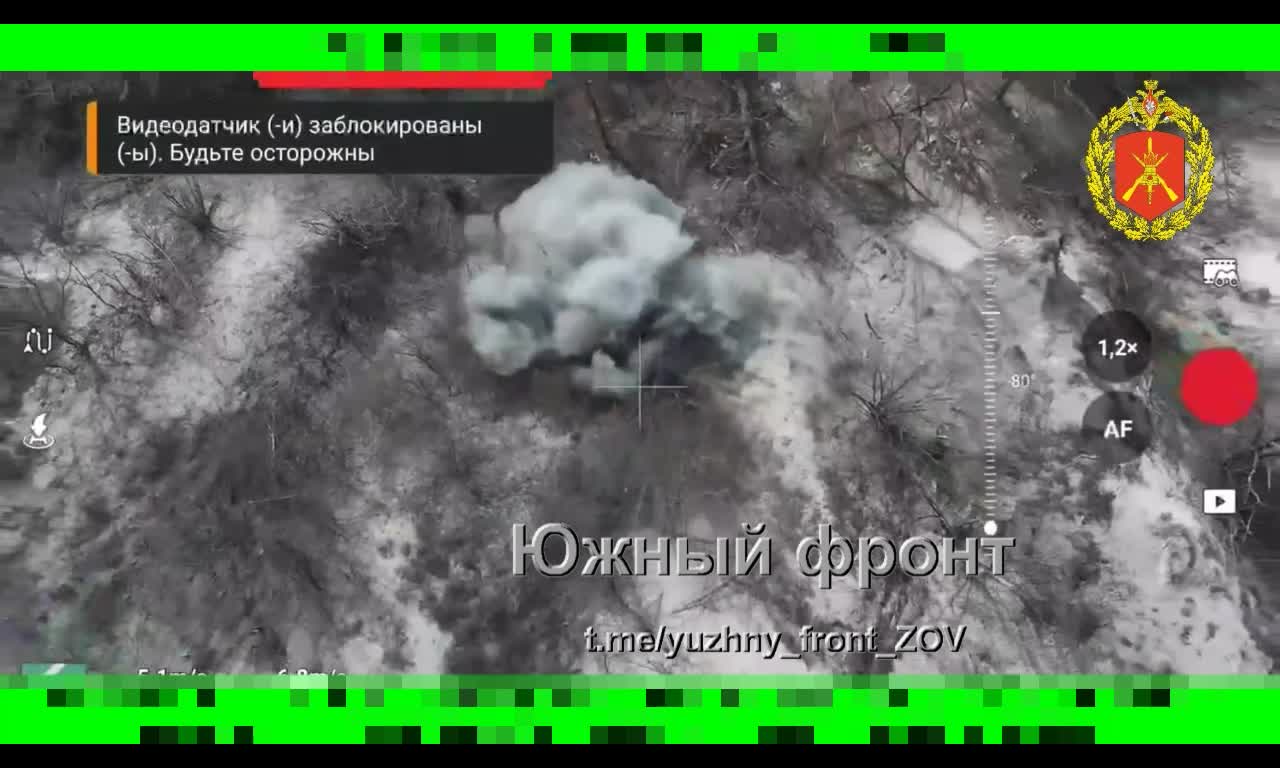 Видеодатчик (-и) заблокированы
(-ы). Будьте осторожны
1,2×
-80°
AF
Южный фронт
t.me/yuzhny_front_ZOV